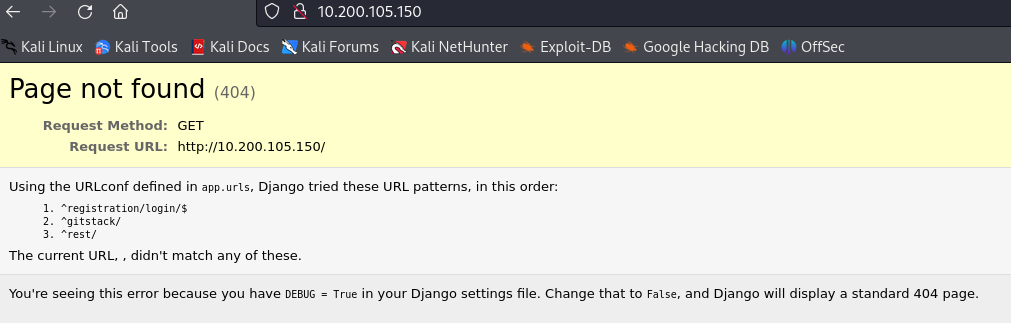 10.200.105.150
Kali Linux Kali Tools Kali Docs Kali Forums Kali NetHunter Exploit-DB Google Hacking DB OffSec
Page not found (404)
Request Method: GET
Request URL: http://10.200.105.150/
Using the URLconf defined in app.urls, Django tried these URL patterns, in this order:
1. ^registration/login/$
2. ^gitstack/
3. ^rest/
The current URL, , didn't match any of these.
You're seeing this error because you have DEBUG = True in your Django settings file. Change that to False, and Django will display a standard 404 page.